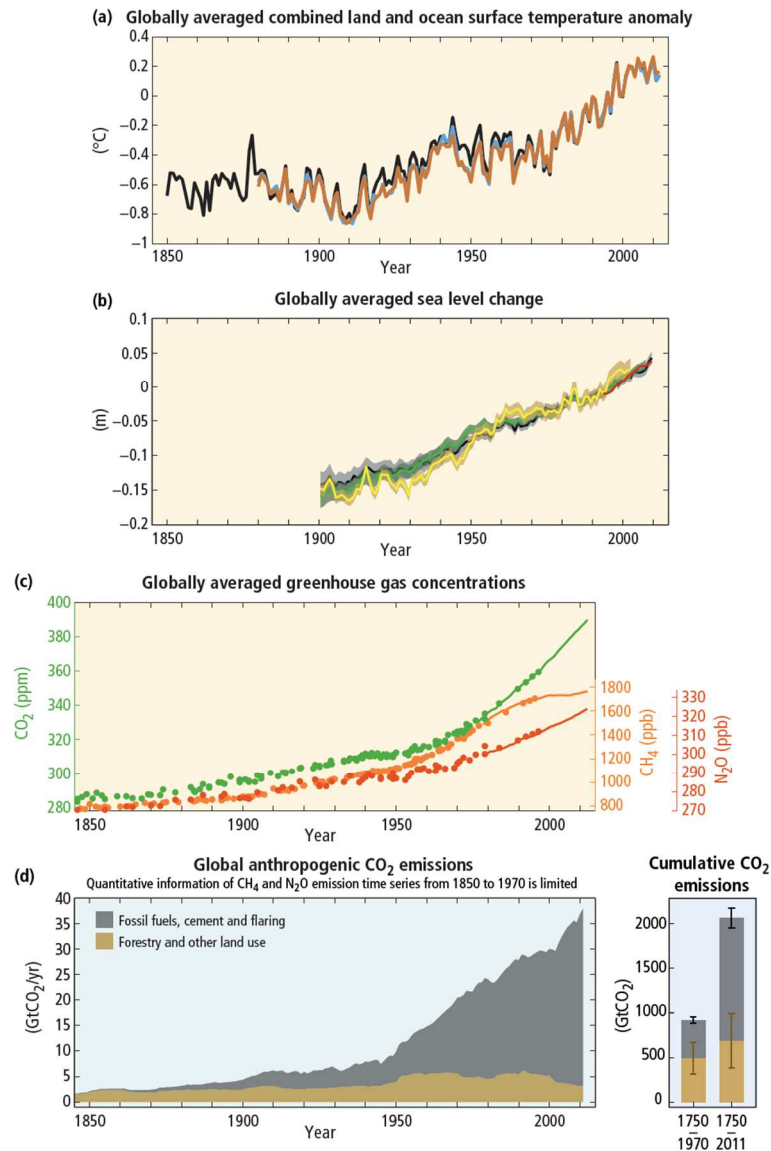 (a) Globally averaged combined land and ocean surface temperature anomaly
0.4
0.2
0
−0.2
−0.4
−0.6
−0.8
−1
(°C)
1850 1900 1950 2000
Year
(b) Globally averaged sea level change
0.1
0.05
0
−0.05
−0.1
−0.15
−0.2
(m)
1850 1900 1950 2000
Year
(c) Globally averaged greenhouse gas concentrations
400
380
360
340
320
300
280
CO2 (ppm)
1800
1600
1400
1200
1000
800
CH4 (ppb)
330
320
310
300
290
280
270
N2O (ppb)
1850 1900 1950 2000
Year
(d) Global anthropogenic CO2 emissions
Quantitative information of CH4 and N2O emission time series from 1850 to 1970 is limited
40
35
30
25
20
15
10
5
0
(GtCO2/yr)
Fossil fuels, cement and flaring
Forestry and other land use
1850 1900 1950 2000
Year
Cumulative CO2
emissions
2000
1500
1000
500
0
(GtCO2)
1750 1750
– –
1970 2011